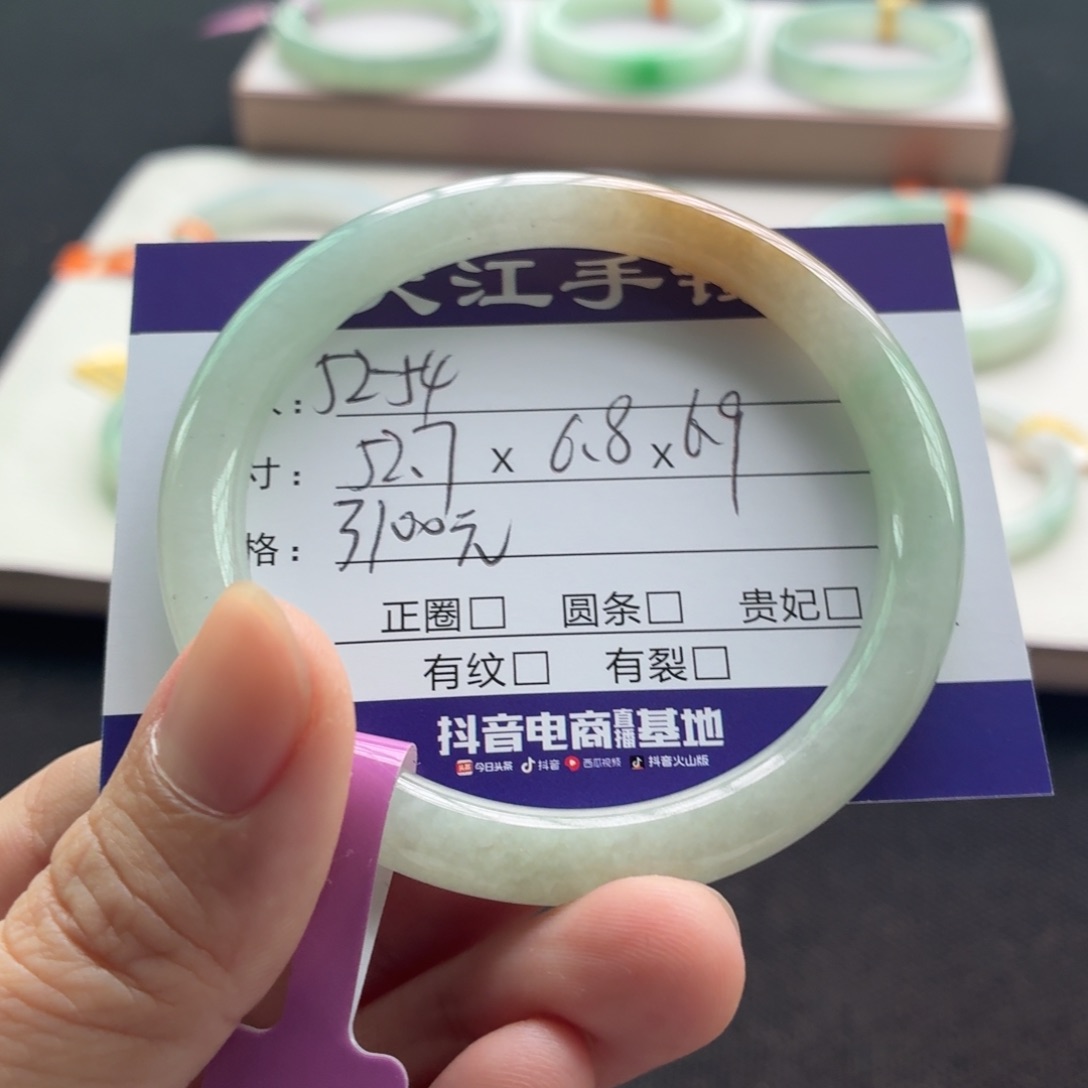 江手
:52-54
寸: 52.7 x 6.8 x 6.9
格: 3100元
正圈□ 圆条□ 贵妃□
有纹□ 有裂□
抖音电商直播基地
头条 今日头条 抖音 西瓜视频 抖音火山版